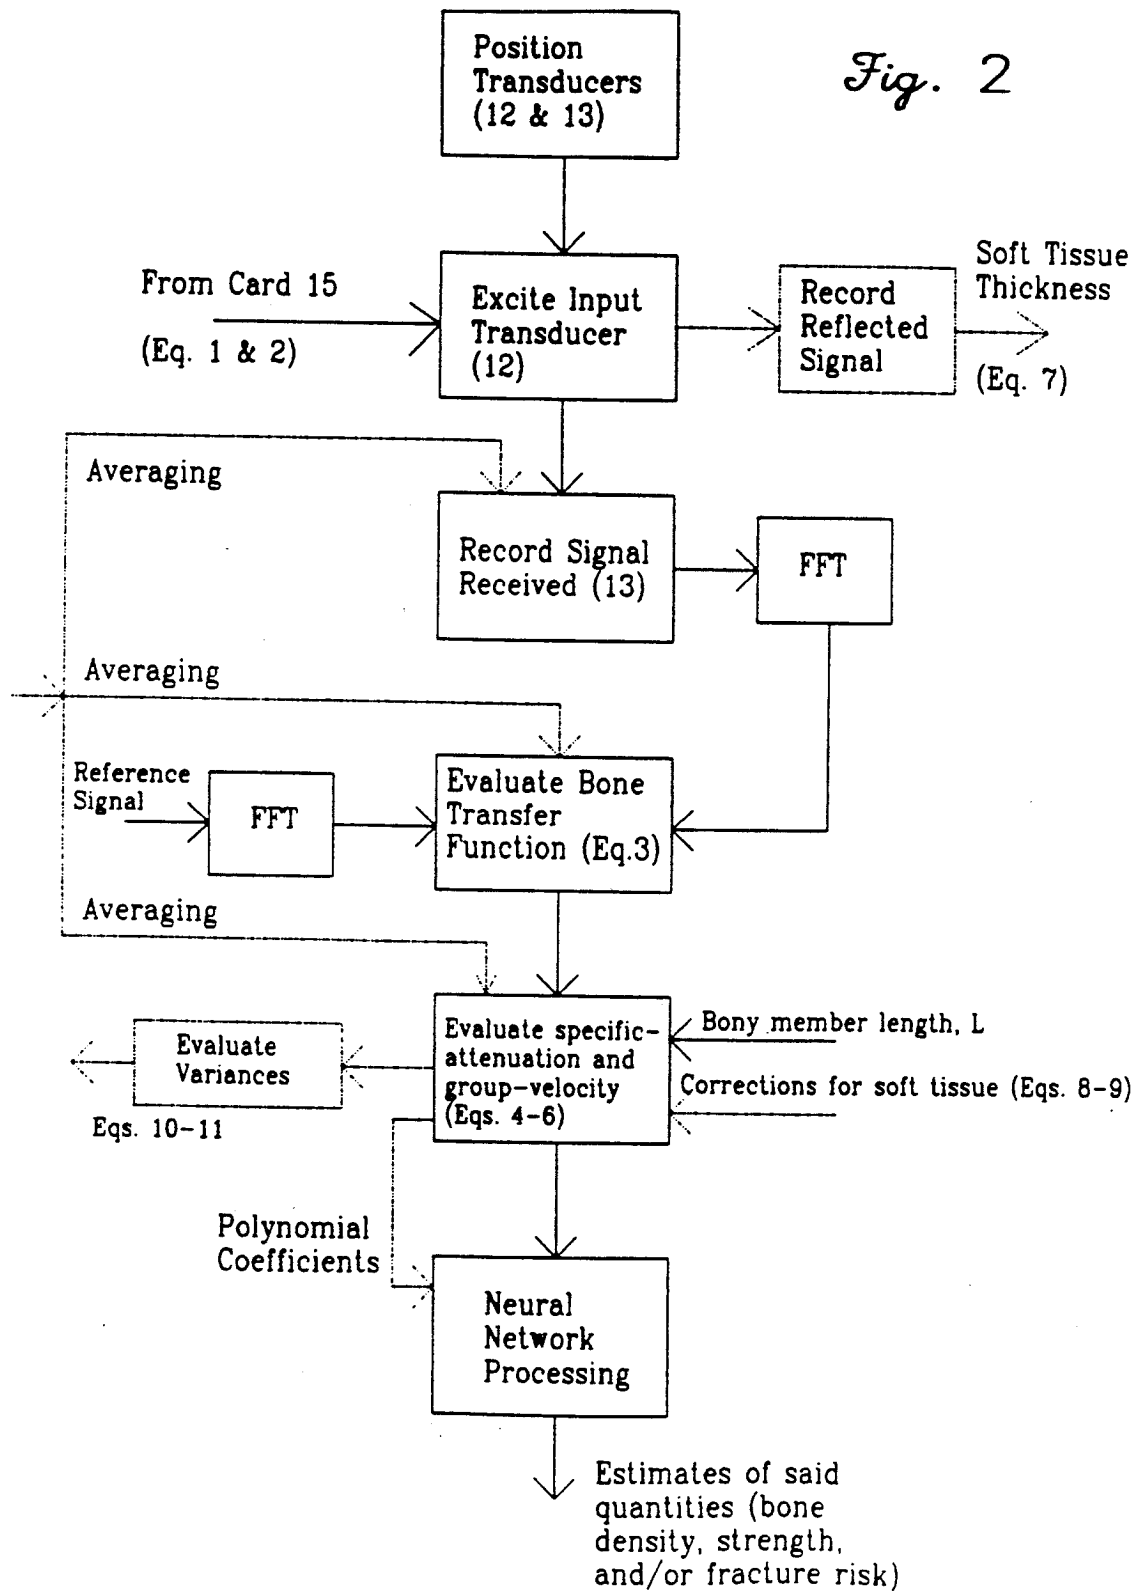 Position
Transducers
(12 & 13)
Fig. 2
From Card 15
(Eq. 1 & 2)
Excite Input
Transducer
(12)
Record
Reflected
Signal
Soft Tissue
Thickness
(Eq. 7)
Averaging
Record Signal
Received (13)
FFT
Averaging
Reference
Signal
FFT
Evaluate Bone
Transfer
Function (Eq.3)
Averaging
Evaluate
Variances
Eqs. 10-11
Evaluate specific-
attenuation and
group-velocity
(Eqs. 4-6)
Bony member length, L
Corrections for soft tissue (Eqs. 8-9)
Polynomial
Coefficients
Neural
Network
Processing
Estimates of said
quantities (bone
density, strength,
and/or fracture risk)